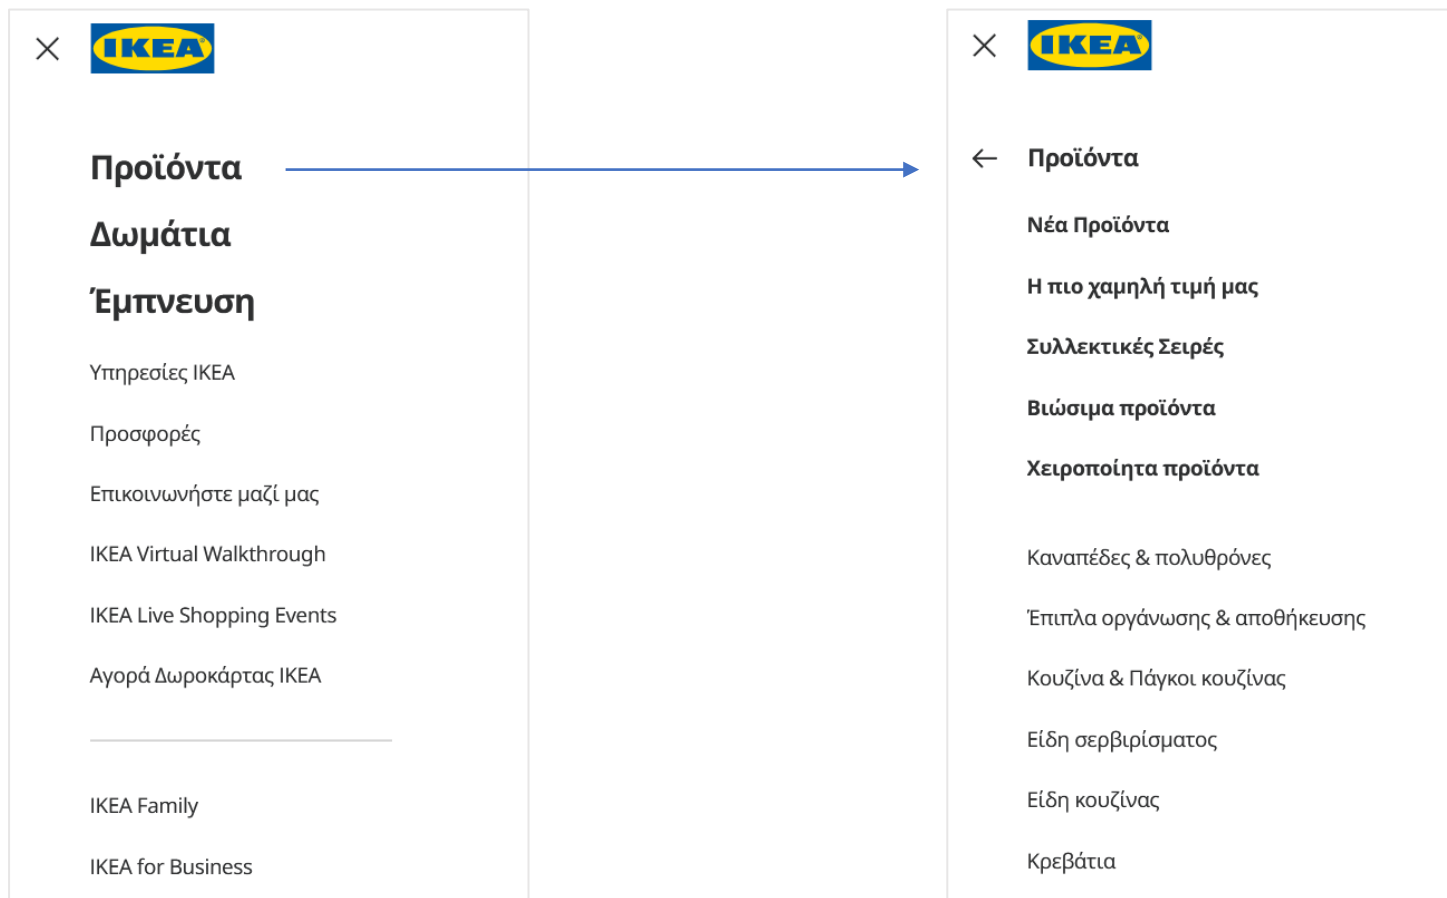 IKEA
Προϊόντα
Δωμάτια
Έμπνευση
Υπηρεσίες IKEA
Προσφορές
Επικοινωνήστε μαζί μας
IKEA Virtual Walkthrough
IKEA Live Shopping Events
Αγορά Δωροκάρτας IKEA
IKEA Family
IKEA for Business
IKEA
Προϊόντα
Νέα Προϊόντα
Η πιο χαμηλή τιμή μας
Συλλεκτικές Σειρές
Βιώσιμα προϊόντα
Χειροποίητα προϊόντα
Καναπέδες & πολυθρόνες
Έπιπλα οργάνωσης & αποθήκευσης
Κουζίνα & Πάγκοι κουζίνας
Είδη σερβιρίσματος
Είδη κουζίνας
Κρεβάτια